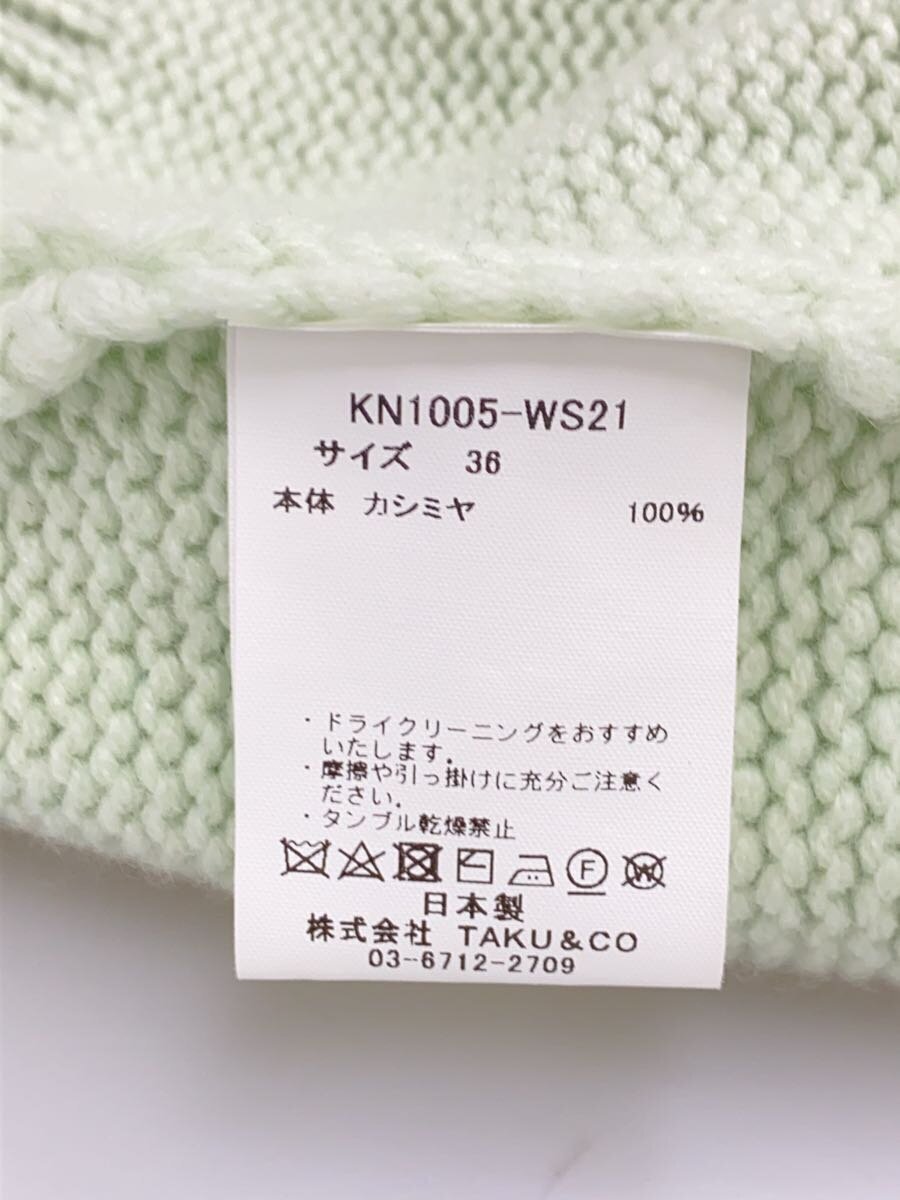 KN1005-WS21
サイズ 36
本体 カシミヤ 100%
・ドライクリーニングをおすすめ
いたします.
・摩擦や引っ掛けに充分ご注意く
ださい.
・タンブル乾燥禁止
F W
日本製
株式会社 TAKU&CO
03-6712-2709